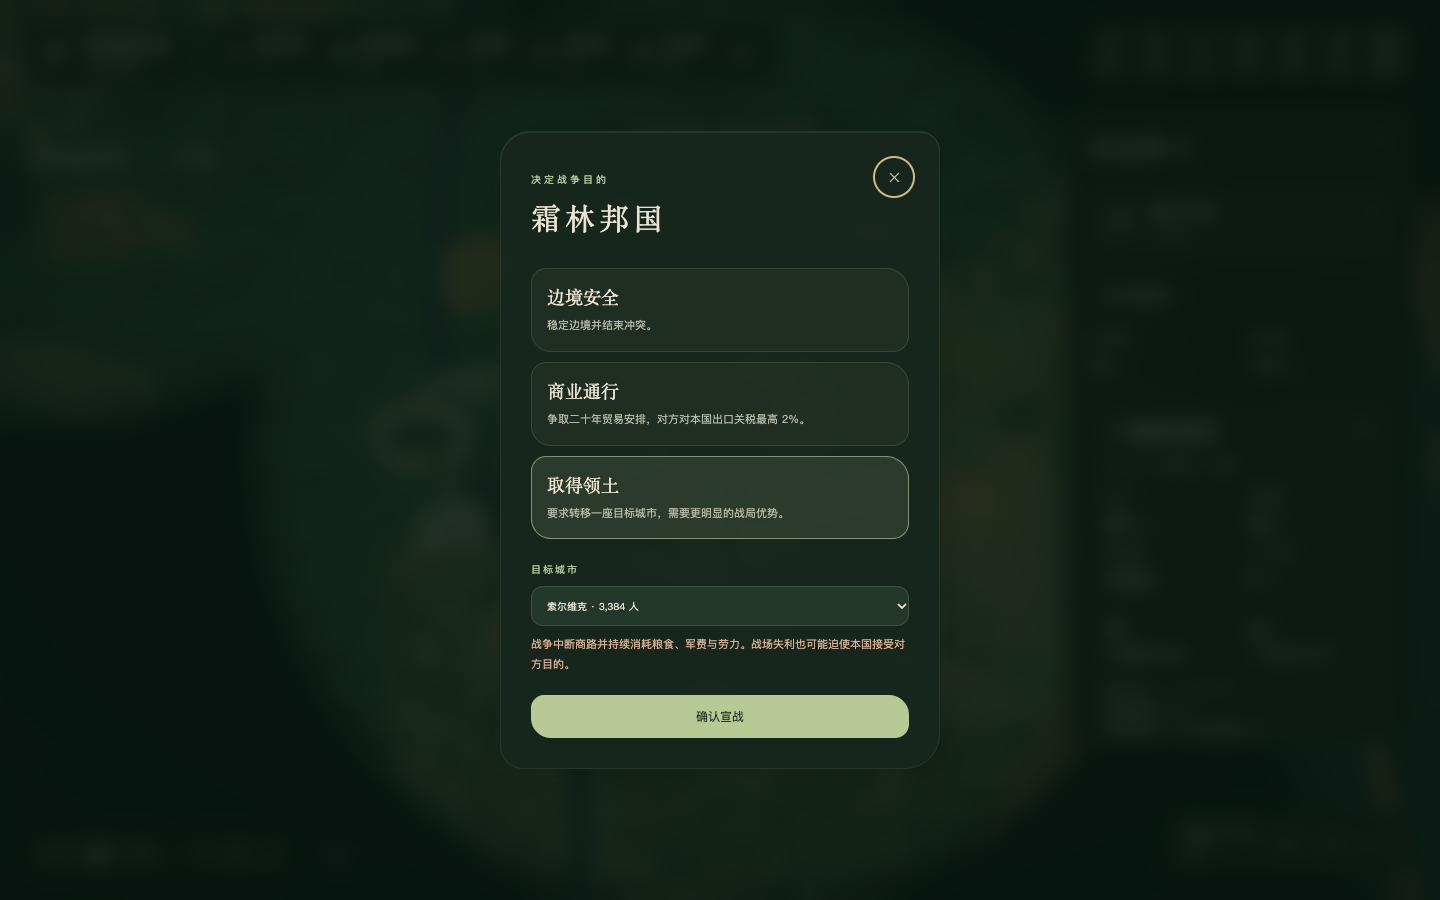 决定战争目的
霜林邦国
边境安全
稳定边境并结束冲突。
商业通行
争取二十年贸易安排，对方对本国出口关税最高 2%。
取得领土
要求转移一座目标城市，需要更明显的战局优势。
目标城市
索尔维克 · 3,384 人
战争中断商路并持续消耗粮食、军费与劳力。战场失利也可能迫使本国接受对
方目的。
确认宣战